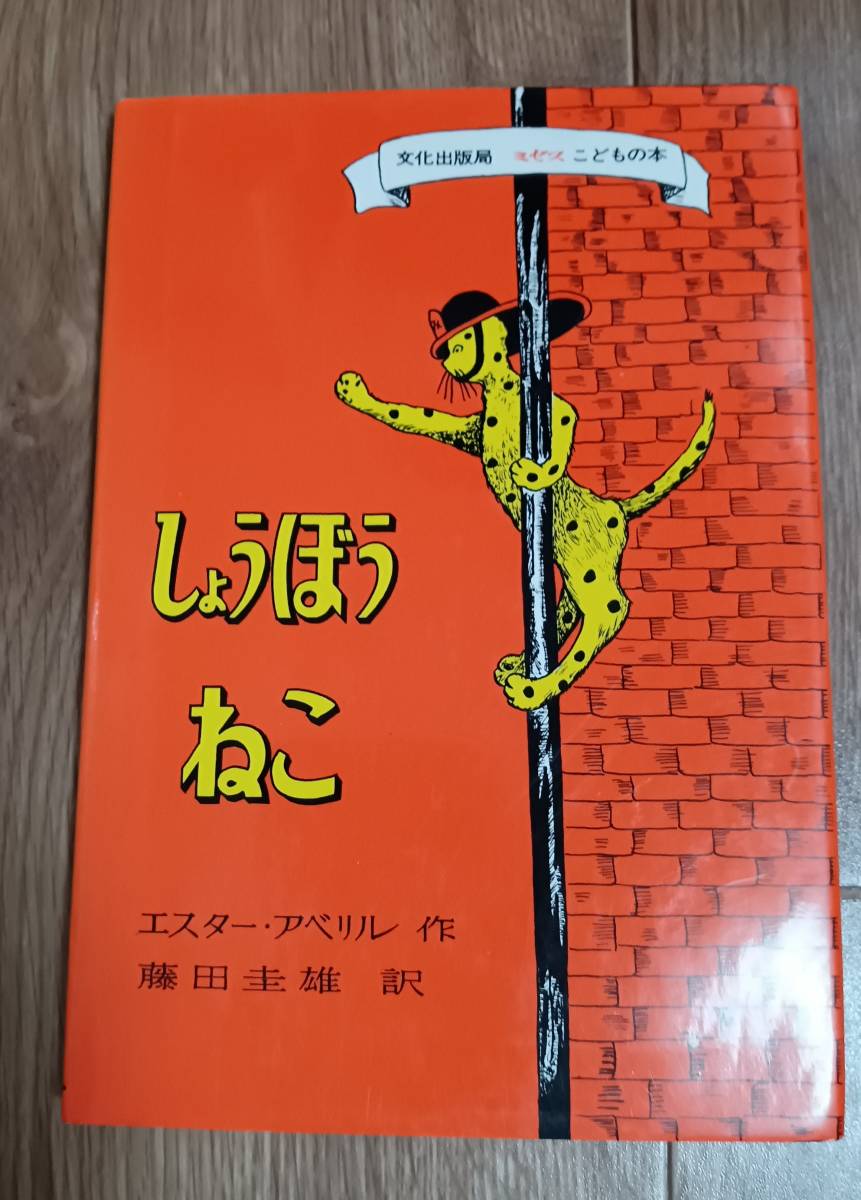 文化出版局 ミセス こどもの本
しょうぼう
ねこ
エスター・アベリル 作
藤田圭雄 訳